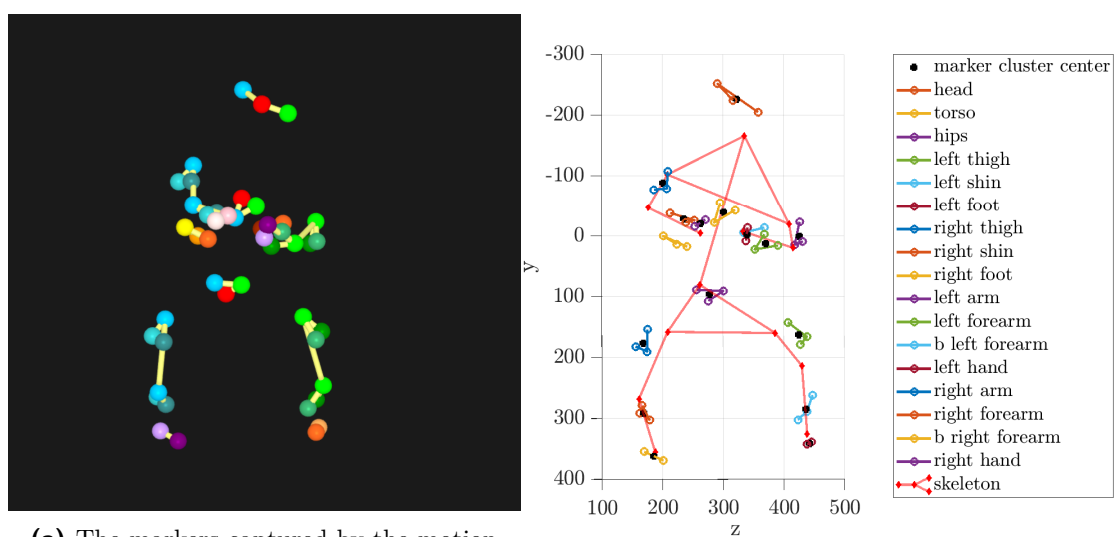 -300
-200
-100
0
100
200
300
400
y
100 200 300 400 500
z
marker cluster center
head
torso
hips
left thigh
left shin
left foot
right thigh
right shin
right foot
left arm
left forearm
b left forearm
left hand
right arm
right forearm
b right forearm
right hand
skeleton
The markers captured by the motion